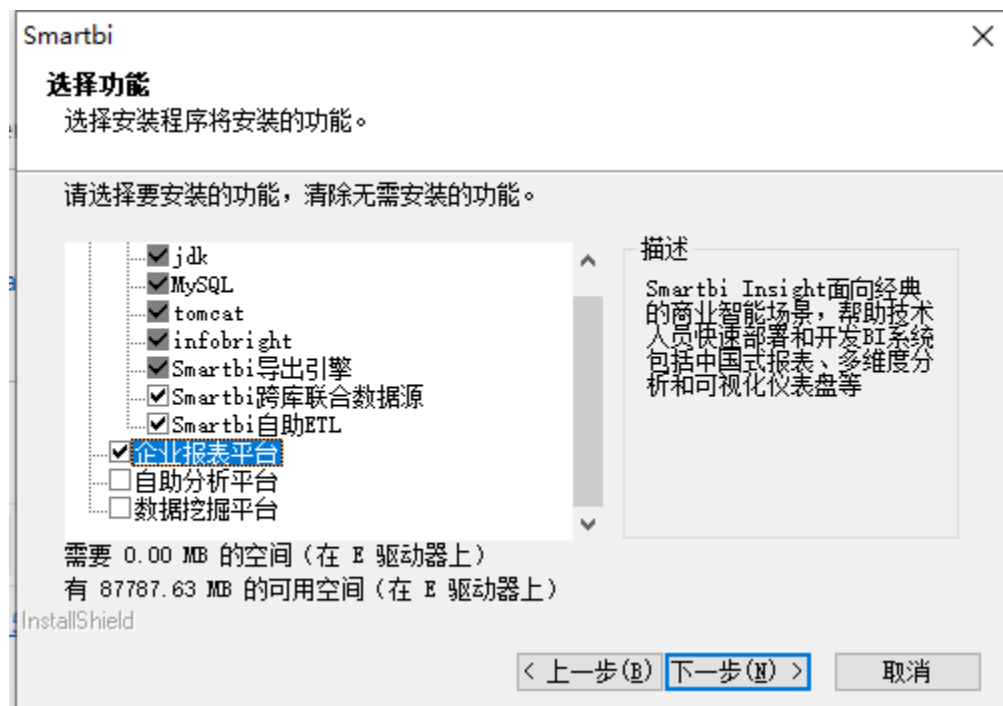 Smartbi
选择功能
选择安装程序将安装的功能。
请选择要安装的功能，清除无需安装的功能。
jdk
MySQL
tomcat
infobright
Smartbi导出引擎
Smartbi跨库联合数据源
Smartbi自助ETL
企业报表平台
自助分析平台
数据挖掘平台
描述
Smartbi Insight面向经典
的商业智能场景，帮助技术
人员快速部署和开发BI系统
包括中国式报表、多维度分
析和可视化仪表盘等
需要 0.00 MB 的空间（在 E 驱动器上）
有 87787.63 MB 的可用空间（在 E 驱动器上）
InstallShield
< 上一步(B)
下一步(N) >
取消